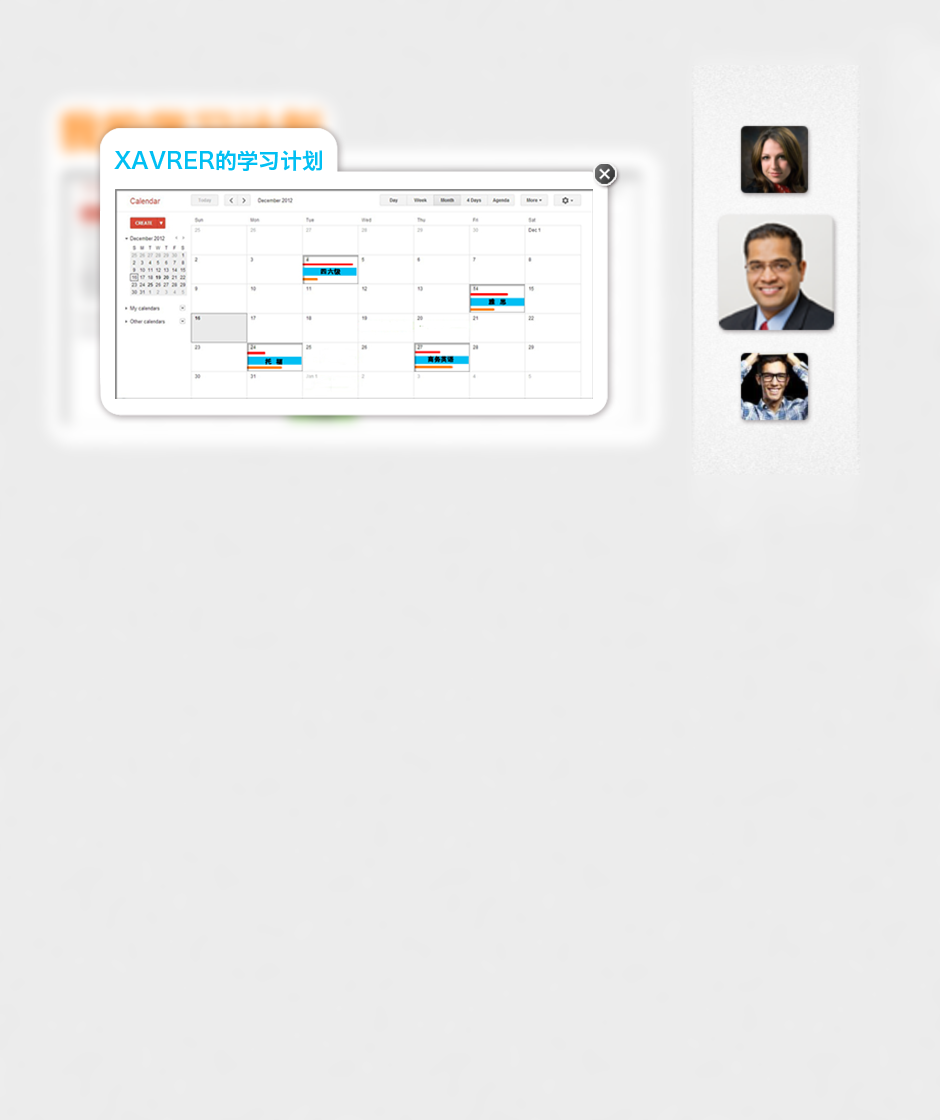 XAVRER的学习计划
Calendar
Today
December 2012
Day Week Month 4 Days Agenda
More
CREATE
December 2012
S M T W T F S
25 26 27 28 29 30 1
2 3 4 5 6 7 8
9 10 11 12 13 14 15
16 17 18 19 20 21 22
23 24 25 26 27 28 29
30 31 1 2 3 4 5
My calendars
Other calendars
Sun Mon Tue Wed Thu Fri Sat
25 26 27 28 29 30 Dec 1
2 3 4 5 6 7 8
四六级
9 10 11 12 13 14 15
雅 思
16 17 18 19 20 21 22
23 24 25 26 27 28 29
托 福 商务英语
30 31 Jan 1 2 3 4 5